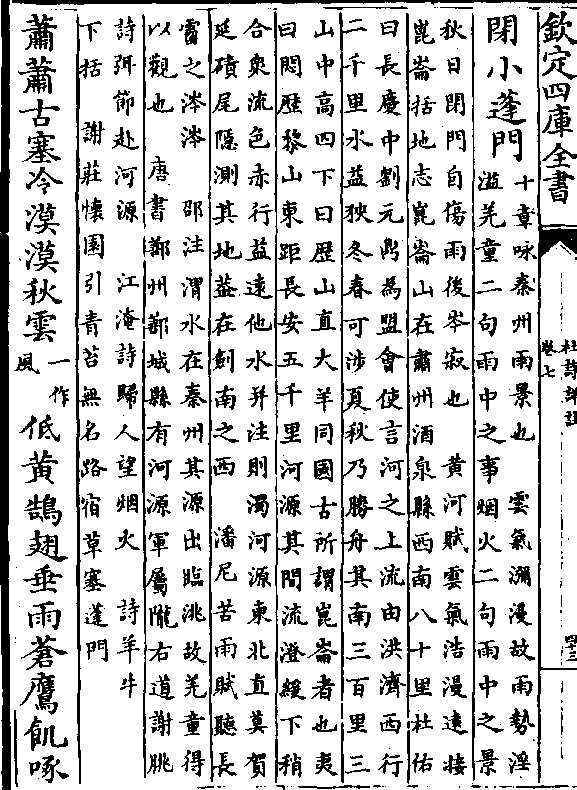 欽定四庫全書
杜詩詳註
卷七
閉小蓬門
十章咏秦州雨景也　雲氣瀰漫故雨勢淫
溢羌童二句雨中之事烟火二句雨中之景
秋日閉門自傷雨後岑寂也　黃河賦雲氣浩漫遠接
崑崙括地志崑崙山在肅州酒泉縣西南八十里杜佑
曰長慶中劉元鼎為盟會使言河之上流由洪濟西行
二千里水益狹冬春可涉夏秋乃勝舟其南三百里三
山中高四下曰歷山直大羊同國古所謂崑崙者也夷
曰悶歷黎山東距長安五千里河源其間流澄緩下稍
合衆流色赤行益遠他水并注則濁河源東北直莫賀
延磧尾隱測其地葢在劍南之西　潘尼苦雨賦聽長
霤之涔涔　邵注渭水在秦州其源出臨洮故羌童得
以觀也　唐書鄯州鄯城縣有河源軍屬隴右道謝朓
詩弭節赴河源　江淹詩歸人望烟火　詩羊牛
下括　謝莊懷園引青苔無名路宿草塞蓬門
蕭蕭古塞冷漠漠秋雲一作風低黃鵠翅垂雨蒼鷹飢啄